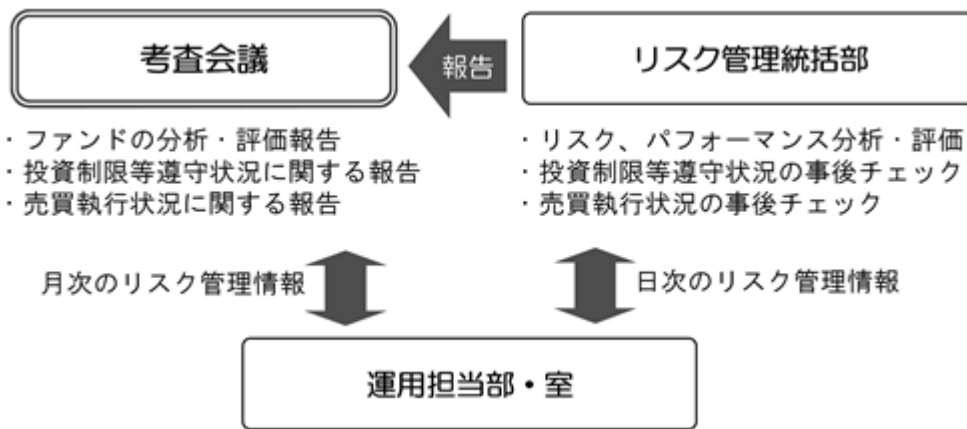 考査会議
報告
リスク管理統括部
・ファンドの分析・評価報告
・投資制限等遵守状況に関する報告
・売買執行状況に関する報告
・リスク、パフォーマンス分析・評価
・投資制限等遵守状況の事後チェック
・売買執行状況の事後チェック
月次のリスク管理情報
日次のリスク管理情報
運用担当部・室